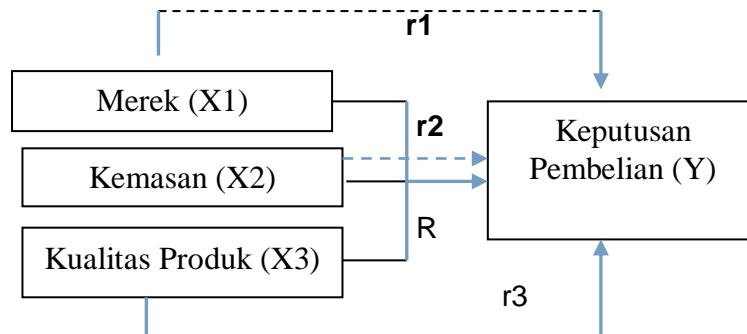 r1
Merek (X1)
r2
Keputusan
Pembelian (Y)
Kemasan (X2)
R
Kualitas Produk (X3)
r3